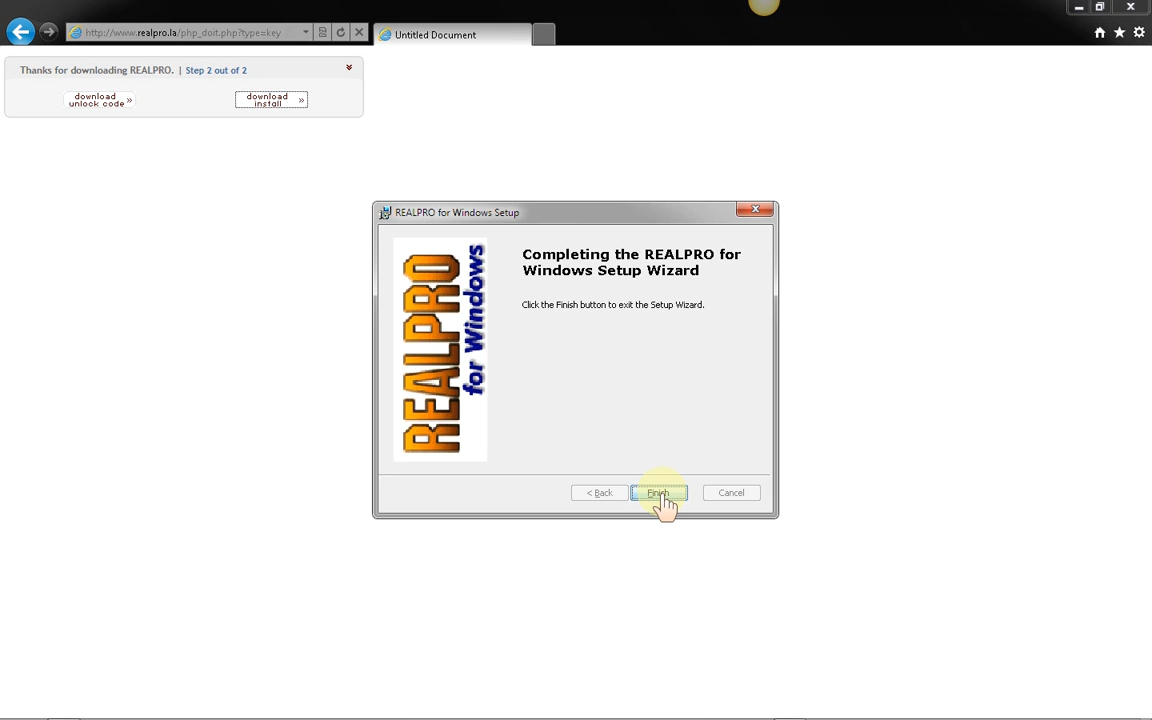 http://www.realpro.la/php_dort.php?type=key
Untitled Document
Thanks for downloading REALPRO. | Step 2 out of 2
download unlock code »
download install »
REALPRO for Windows Setup
REALPRO
for Windows
Completing the REALPRO for
Windows Setup Wizard
Click the Finish button to exit the Setup Wizard.
< Back
Finish
Cancel